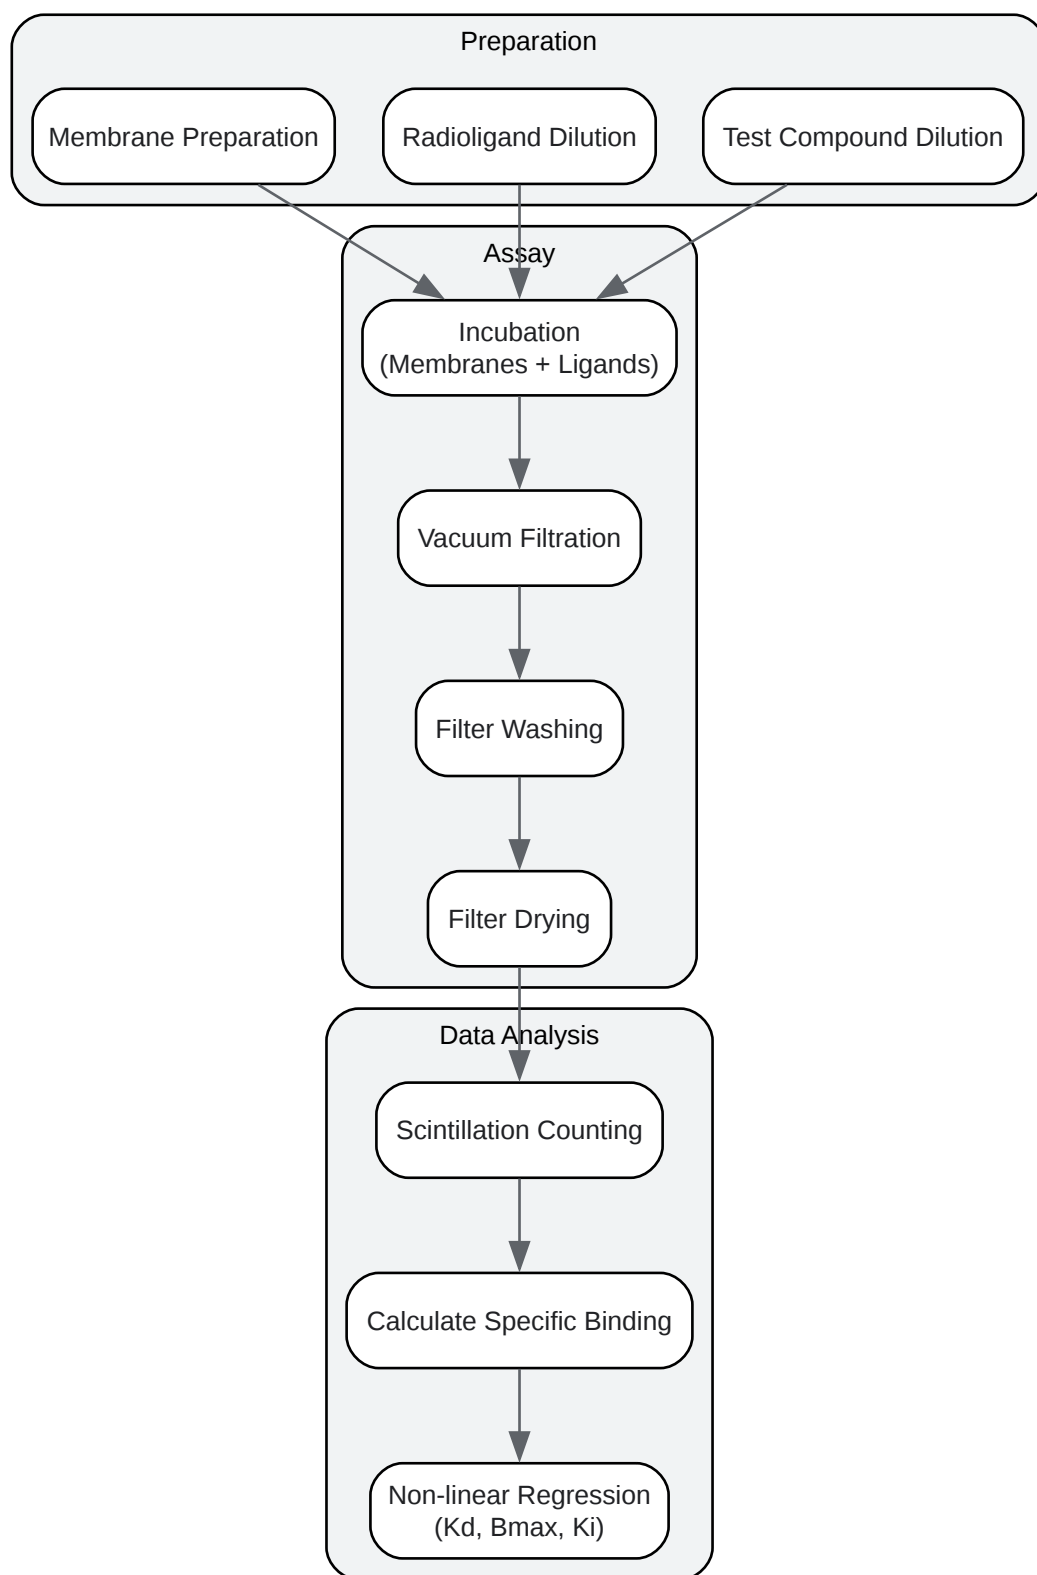 Preparation
Membrane Preparation
Radioligand Dilution
Test Compound Dilution
Assay
Incubation
(Membranes + Ligands)
Vacuum Filtration
Filter Washing
Filter Drying
Data Analysis
Scintillation Counting
Calculate Specific Binding
Non-linear Regression
(Kd, Bmax, Ki)